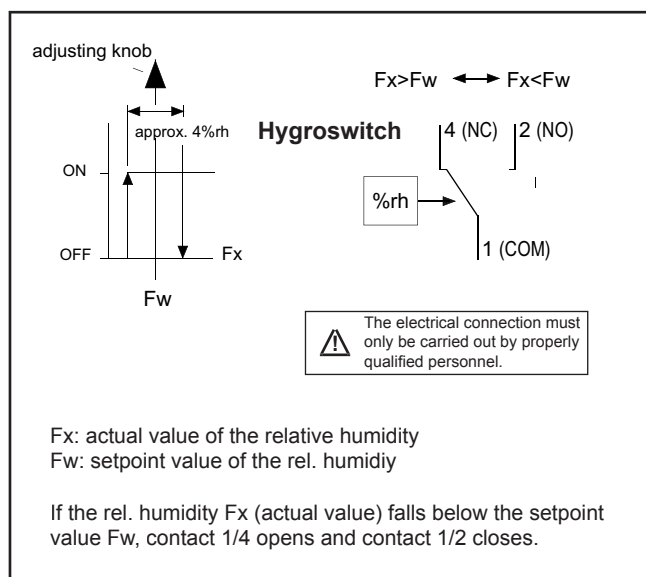 adjusting knob
approx. 4%rh
ON
OFF
Fx
Fw
Hygroswitch
Fx>Fw Fx<Fw
4 (NC) 2 (NO)
%rh
1 (COM)
The electrical connection must
only be carried out by properly
qualified personnel.
Fx: actual value of the relative humidity
Fw: setpoint value of the rel. humidiy
If the rel. humidity Fx (actual value) falls below the setpoint
value Fw, contact 1/4 opens and contact 1/2 closes.